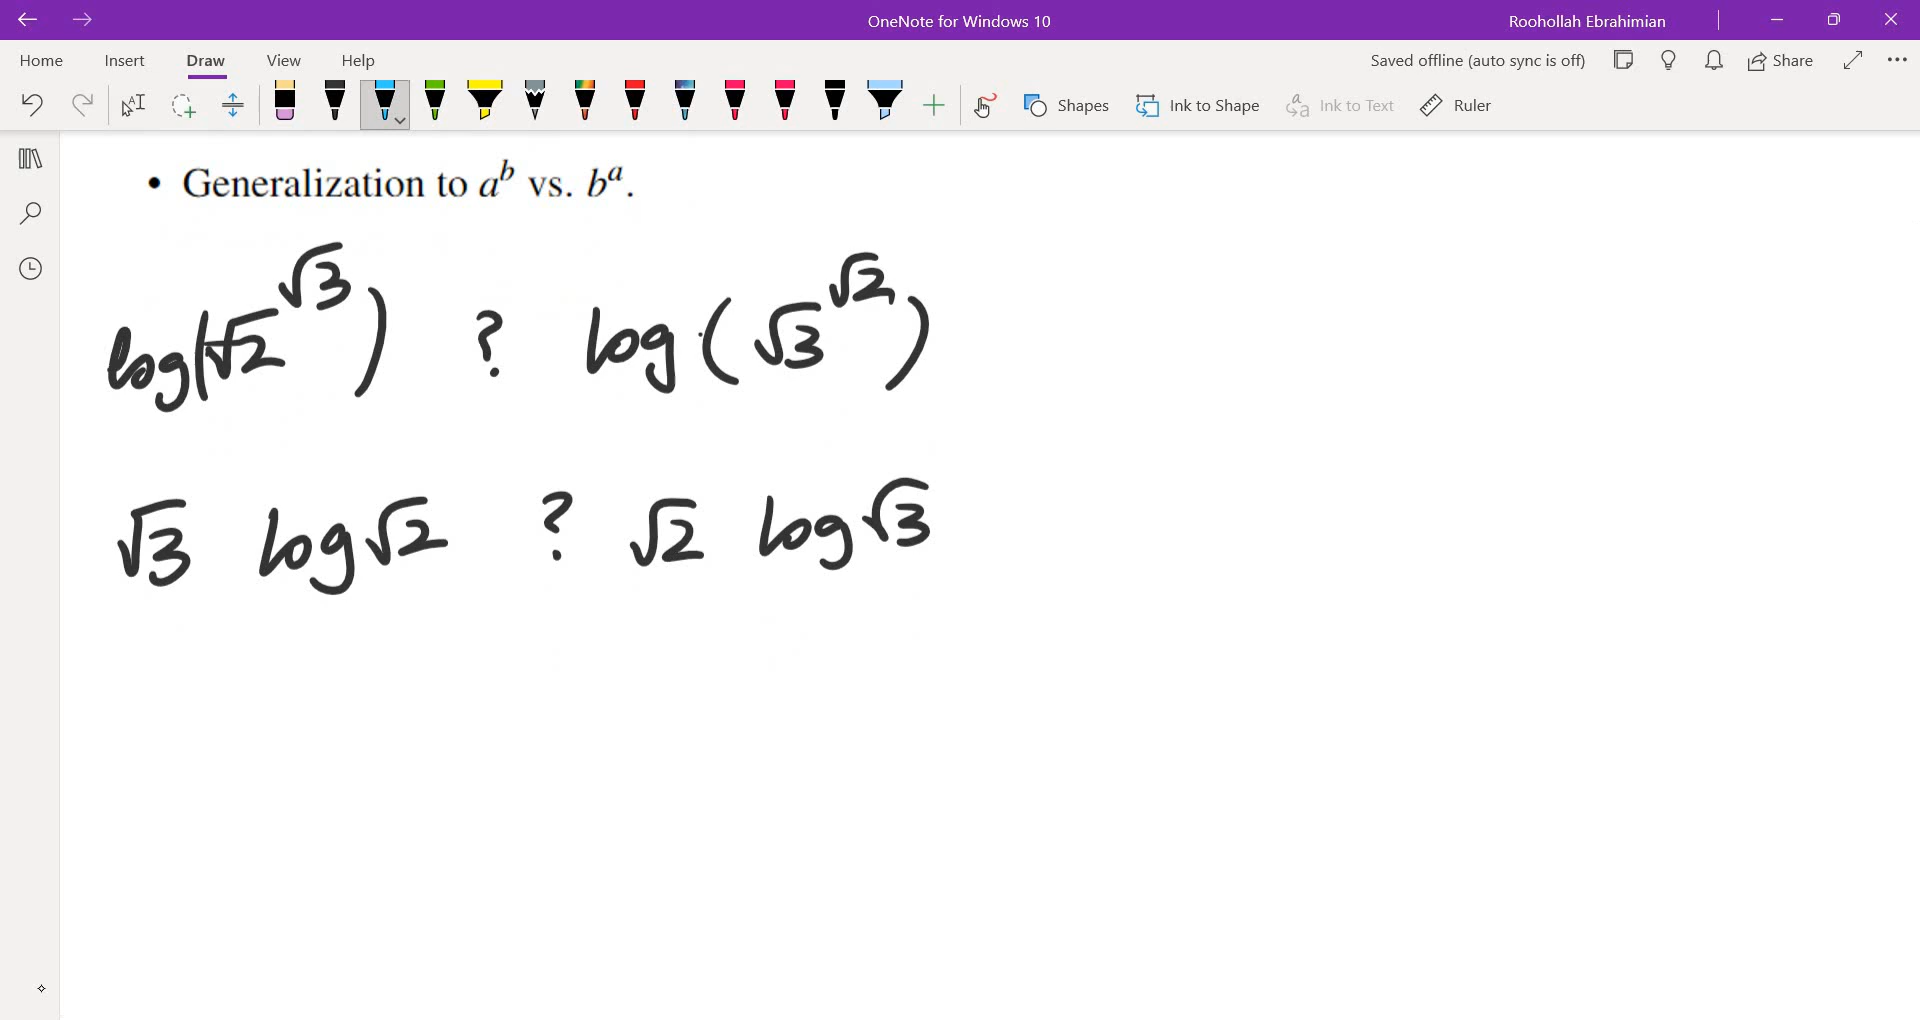 OneNote for Windows 10
Roohollah Ebrahimian
Home Insert Draw View Help
Saved offline (auto sync is off) Share
Shapes Ink to Shape Ink to Text Ruler
• Generalization to a^b vs. b^a.
log(√2^√3) ? log(√3^√2)
√3 log√2 ? √2 log√3